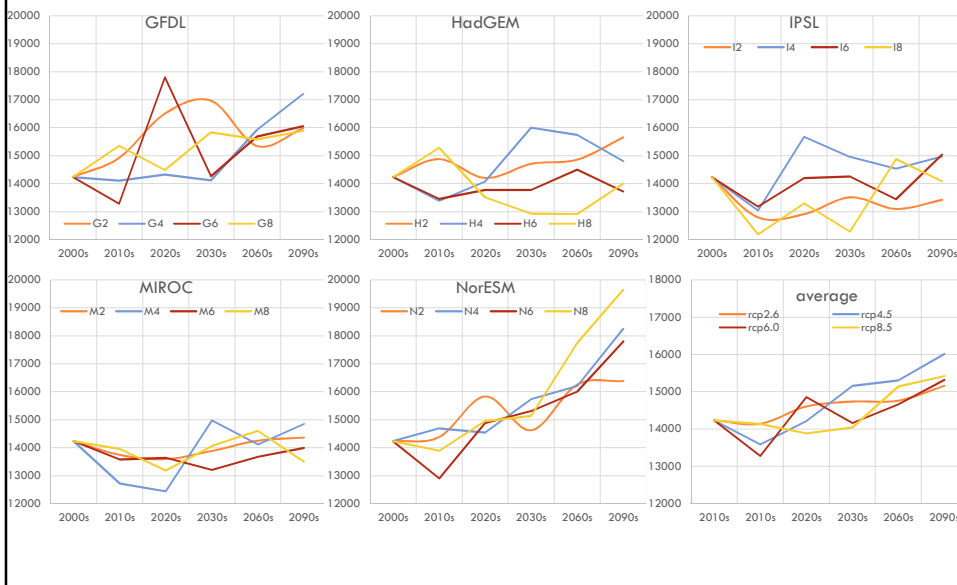 GFDL
20000
19000
18000
17000
16000
15000
14000
13000
12000
G2 G4 G6 G8
2000s 2010s 2020s 2030s 2060s 2090s
HadGEM
20000
19000
18000
17000
16000
15000
14000
13000
12000
H2 H4 H6 H8
2000s 2010s 2020s 2030s 2060s 2090s
IPSL
I2 I4 I6 I8
20000
19000
18000
17000
16000
15000
14000
13000
12000
2000s 2010s 2020s 2030s 2060s 2090s
MIROC
M2 M4 M6 M8
20000
19000
18000
17000
16000
15000
14000
13000
12000
2000s 2010s 2020s 2030s 2060s 2090s
NorESM
N2 N4 N6 N8
20000
19000
18000
17000
16000
15000
14000
13000
12000
2000s 2010s 2020s 2030s 2060s 2090s
average
rcp2.6 rcp4.5
rcp6.0 rcp8.5
18000
17000
16000
15000
14000
13000
12000
2010s 2010s 2020s 2030s 2060s 2090s